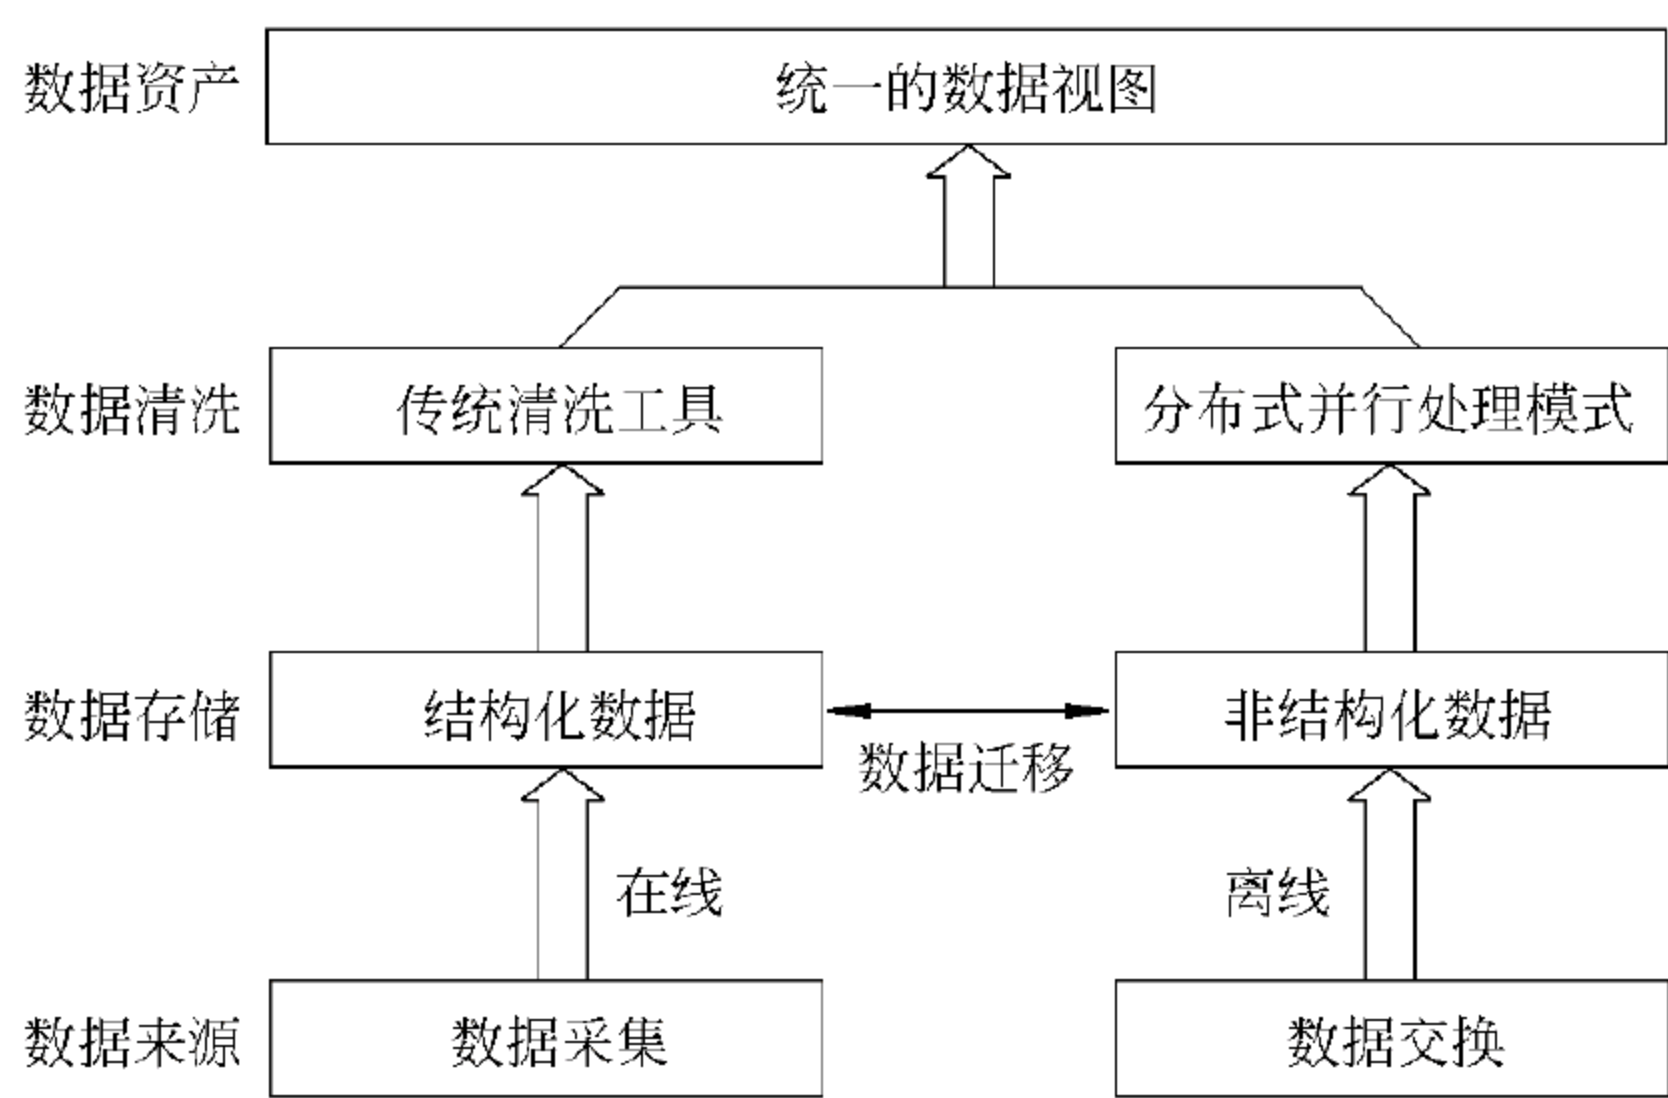 数据资产
统一的数据视图
数据清洗
传统清洗工具
分布式并行处理模式
数据存储
结构化数据
非结构化数据
数据迁移
在线
离线
数据来源
数据采集
数据交换